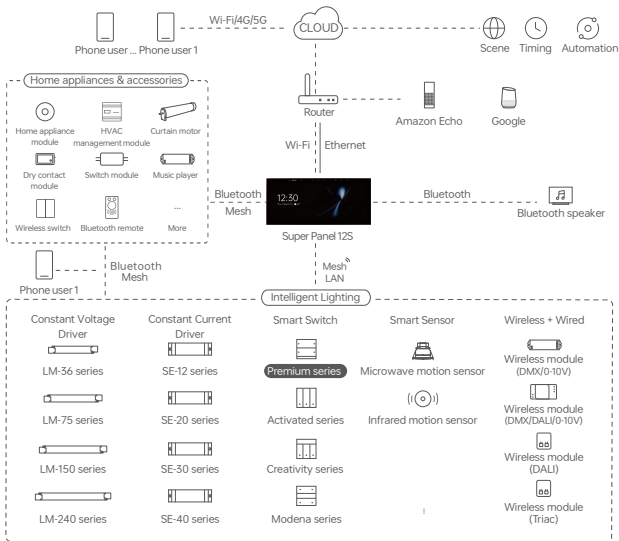 Wi-Fi/4G/5G
CLOUD
Phone user ... Phone user 1
Scene Timing Automation
Home appliances & accessories
Router
Amazon Echo
Google
Home appliance
module
HVAC
management module
Curtain motor
Wi-Fi
Ethernet
Dry contact
module
Switch module
Music player
Bluetooth
Mesh
12:30
Bluetooth
Bluetooth speaker
Wireless switch
Bluetooth remote
...
More
Super Panel 12S
Phone user 1
Bluetooth
Mesh
Mesh
LAN
Intelligent Lighting
Constant Voltage
Driver
Constant Current
Driver
Smart Switch
Smart Sensor
Wireless + Wired
LM-36 series
SE-12 series
Premium series
Microwave motion sensor
Wireless module
(DMX/0-10V)
LM-75 series
SE-20 series
Activated series
Infrared motion sensor
Wireless module
(DMX/DALI/0-10V)
LM-150 series
SE-30 series
Creativity series
Wireless module
(DALI)
LM-240 series
SE-40 series
Modena series
Wireless module
(Triac)